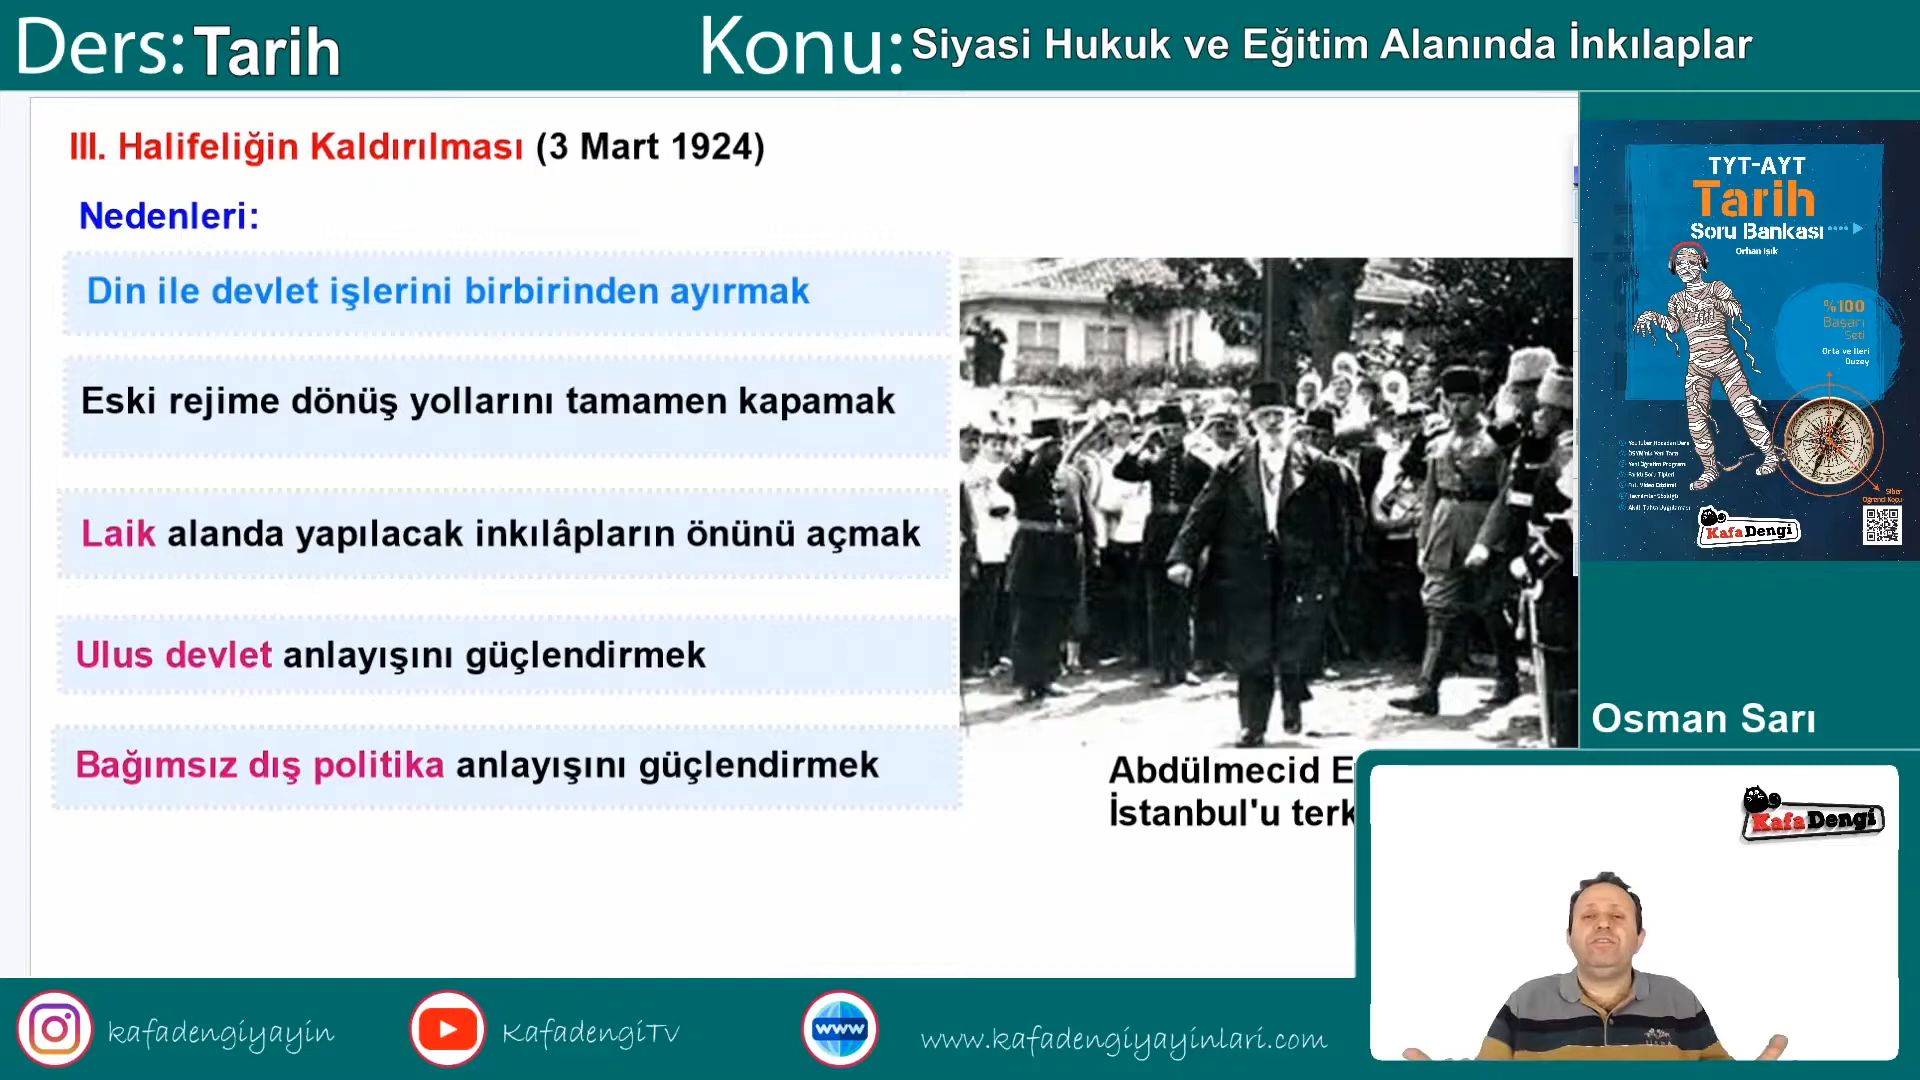 Ders: Tarih
Konu: Siyasi Hukuk ve Eğitim Alanında İnkılaplar
III. Halifeliğin Kaldırılması (3 Mart 1924)
Nedenleri:
Din ile devlet işlerini birbirinden ayırmak
Eski rejime dönüş yollarını tamamen kapamak
Laik alanda yapılacak inkılâpların önünü açmak
Ulus devlet anlayışını güçlendirmek
Bağımsız dış politika anlayışını güçlendirmek
Abdülmecid E
İstanbul'u terk
TYT-AYT
Tarih
Soru Bankası
Orhan Işık
%100
Başarı
Seti
Orta ve İleri
Düzey
KafaDengi
Osman Sarı
KafaDengi
kafadengiyayin
KafadengiTv
www
www.kafadengiyayinlari.com